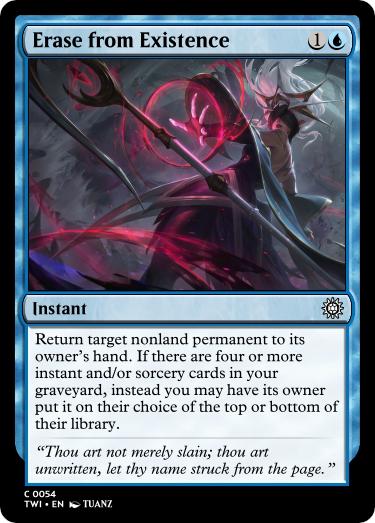 Erase from Existence 1
Instant
Return target nonland permanent to its
owner's hand. If there are four or more
instant and/or sorcery cards in your
graveyard, instead you may have its owner
put it on their choice of the top or bottom of
their library.
"Thou art not merely slain; thou art
unwritten, let thy name struck from the page."
C 0054
TWI • EN TUANZ